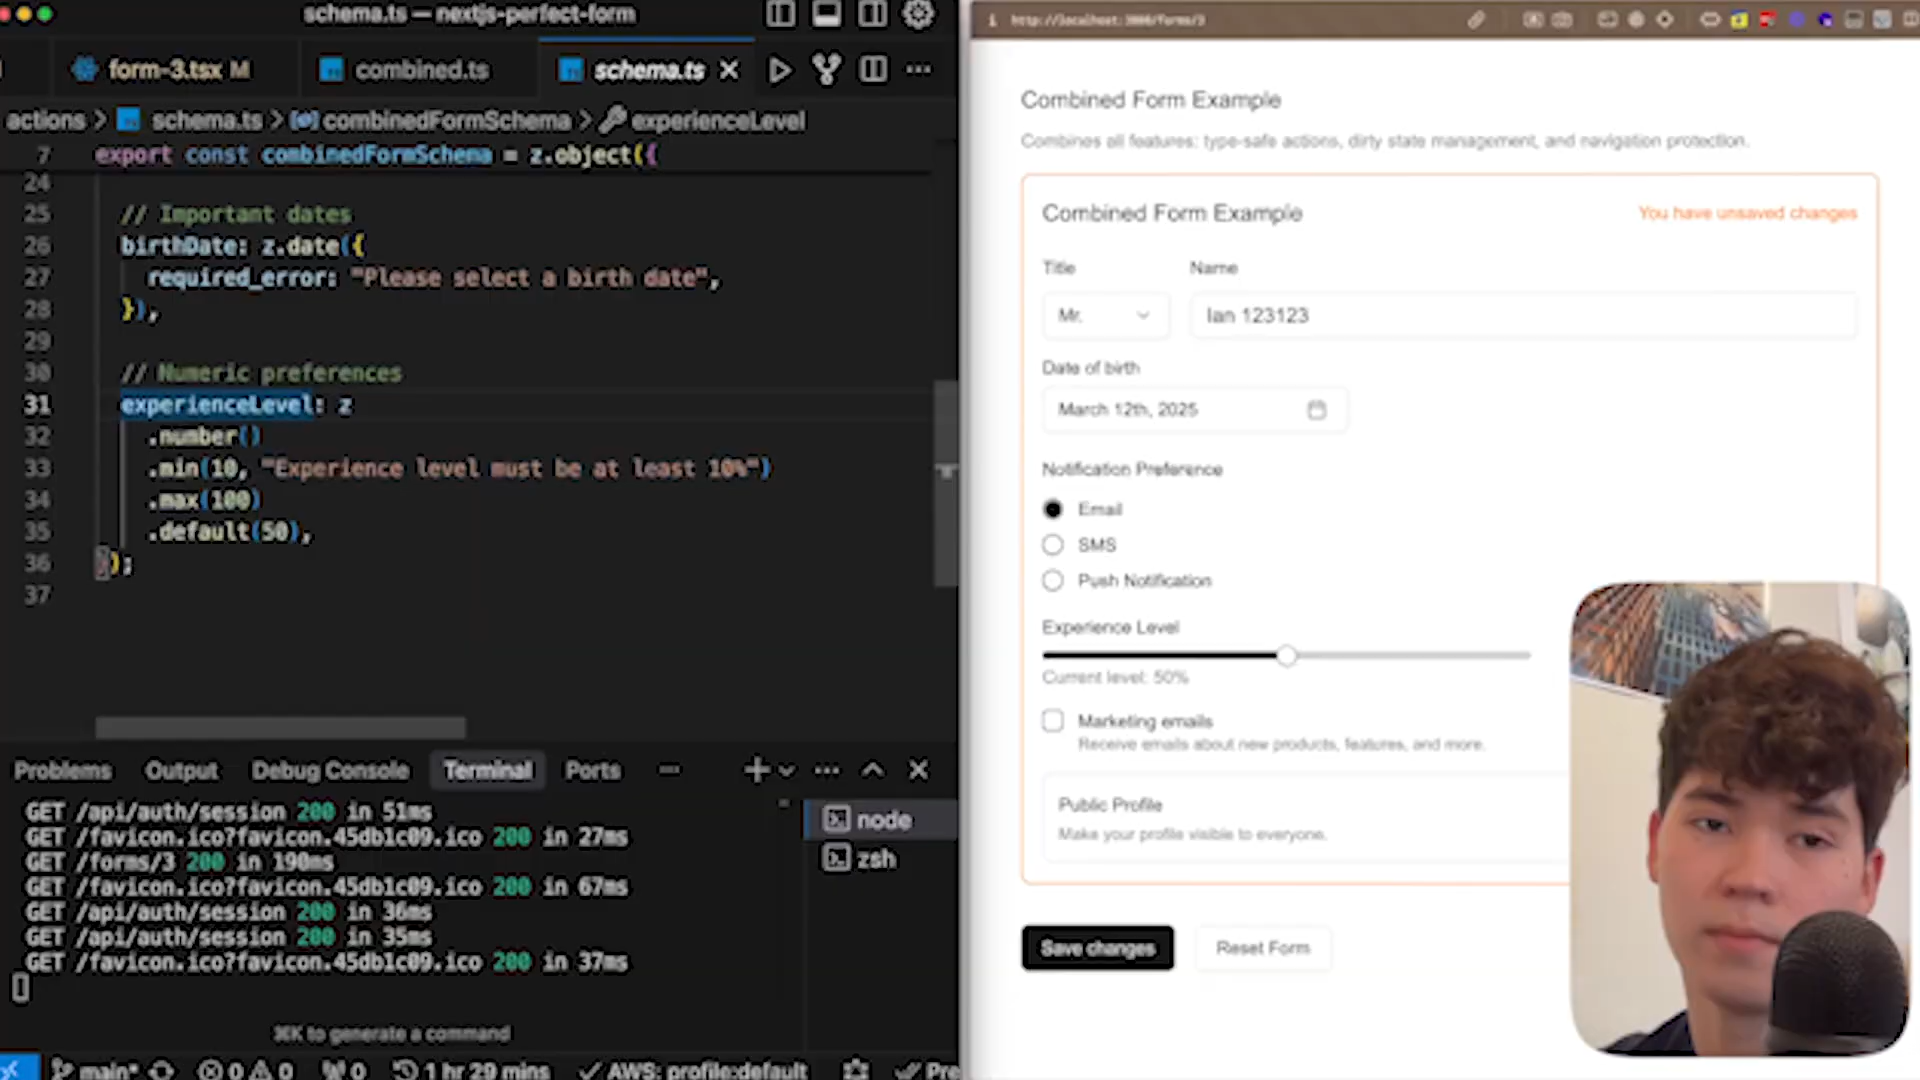 schema.ts — nextjs-perfect-form
form-3.tsx M
combined.ts
schema.ts
actions > schema.ts > combinedFormSchema > experienceLevel
7 export const combinedFormSchema = z.object({
24
25 // Important dates
26 birthDate: z.date({
27 required_error: "Please select a birth date",
28 }),
29
30 // Numeric preferences
31 experienceLevel: z
32 .number()
33 .min(10, "Experience level must be at least 10%")
34 .max(100)
35 .default(50),
36 });
37
Problems Output Debug Console Terminal Ports
GET /api/auth/session 200 in 51ms
GET /favicon.ico?favicon.45db1c09.ico 200 in 27ms
GET /forms/3 200 in 190ms
GET /favicon.ico?favicon.45db1c09.ico 200 in 67ms
GET /api/auth/session 200 in 36ms
GET /api/auth/session 200 in 35ms
GET /favicon.ico?favicon.45db1c09.ico 200 in 37ms
node
zsh
⌘K to generate a command
main* 0 0 0 1 hr 29 mins AWS: profile:default Pre
http://localhost:3000/forms/3
Combined Form Example
Combines all features: type-safe actions, dirty state management, and navigation protection.
Combined Form Example
You have unsaved changes
Title Name
Mr. Ian 123123
Date of birth
March 12th, 2025
Notification Preference
Email
SMS
Push Notification
Experience Level
Current level: 50%
Marketing emails
Receive emails about new products, features, and more.
Public Profile
Make your profile visible to everyone.
Save changes Reset Form